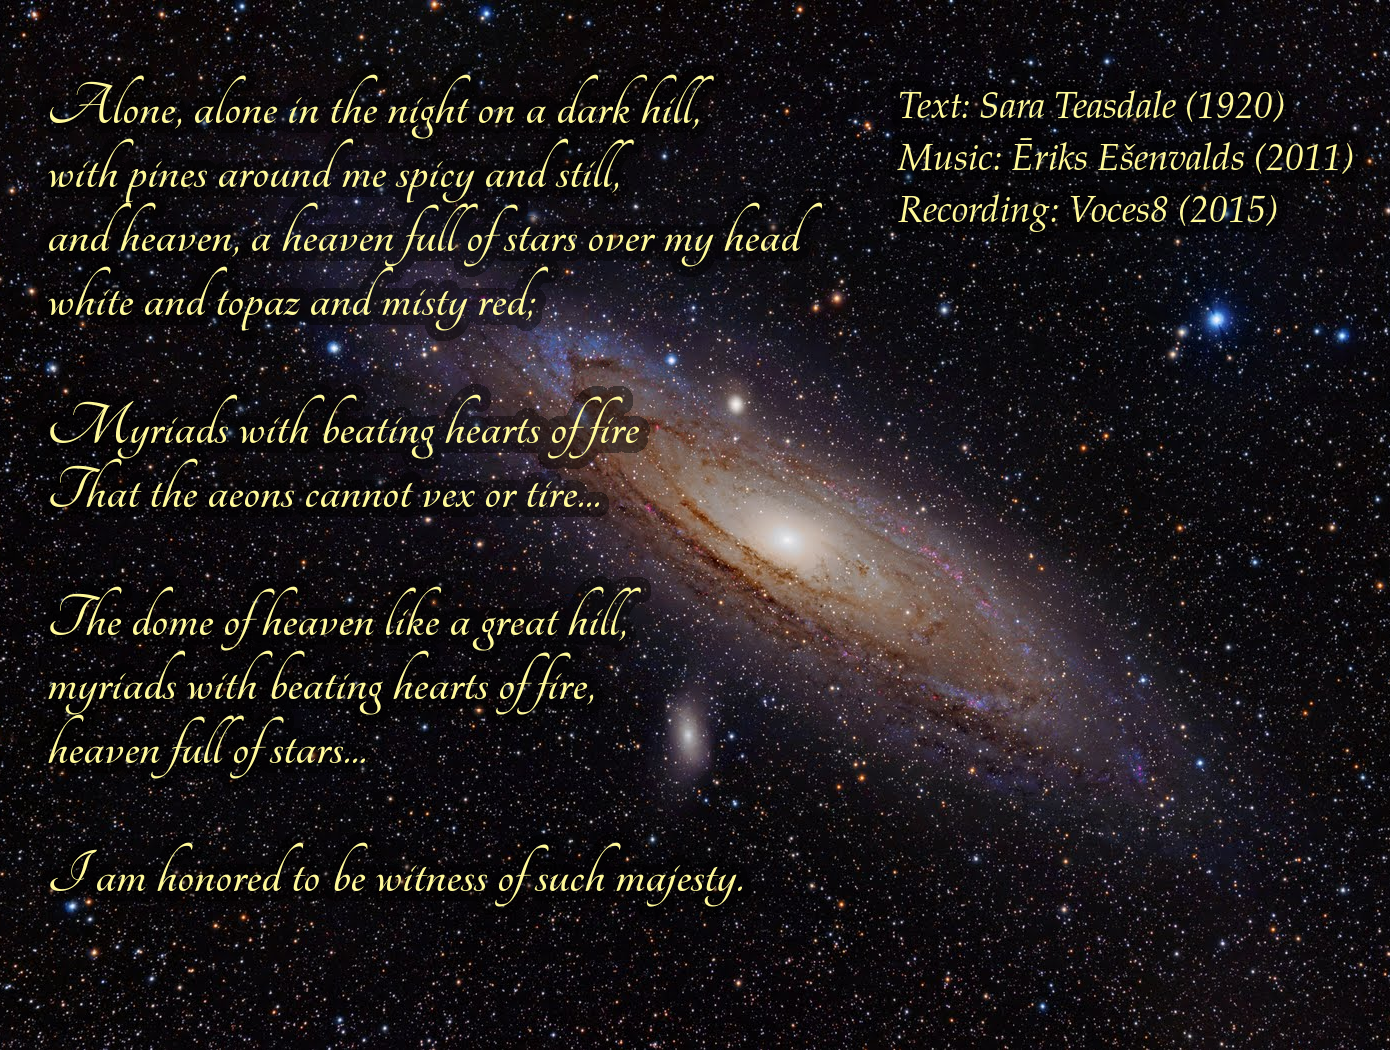 Alone, alone in the night on a dark hill,
with pines around me spicy and still,
and heaven, a heaven full of stars over my head
white and topaz and misty red;
Myriads with beating hearts of fire
That the aeons cannot vex or tire...
The dome of heaven like a great hill,
myriads with beating hearts of fire,
heaven full of stars...
I am honored to be witness of such majesty.
Text: Sara Teasdale (1920)
Music: Ēriks Ešenvalds (2011)
Recording: Voces8 (2015)